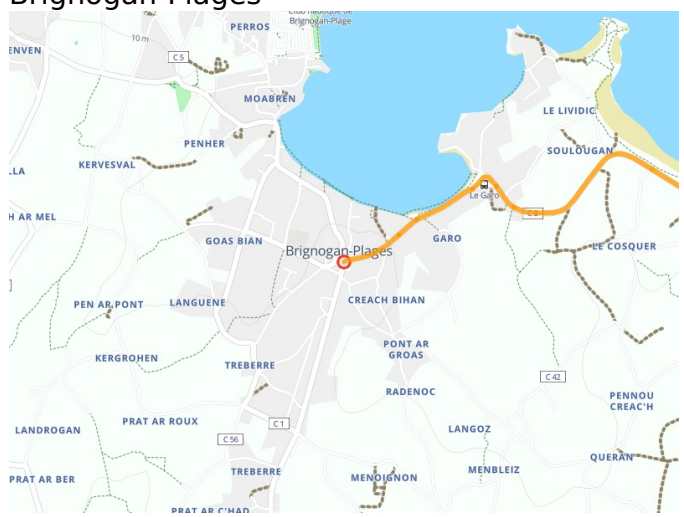 Brignogan-Plages
Club nautique de
Brignogan-Plage
PERROS
10 m
ENVEN
C 5
MOABREN
LE LIVIDIC
PENHER
SOULOUGAN
KERVESVAL
LLA
Le Garo
H AR MEL
C 9
GOAS BIAN
GARO
LE COSQUER
Brignogan-Plages
PEN AR PONT
LANGUENE
CREACH BIHAN
PONT AR
GROAS
KERGROHEN
TREBERRE
C 42
RADENOC
PENNOU
CREAC'H
PRAT AR ROUX
C 1
LANDROGAN
LANGOZ
C 56
QUERAN
TREBERRE
MENBLEIZ
PRAT AR BER
MENOIGNON
PRAT AR C'HAD